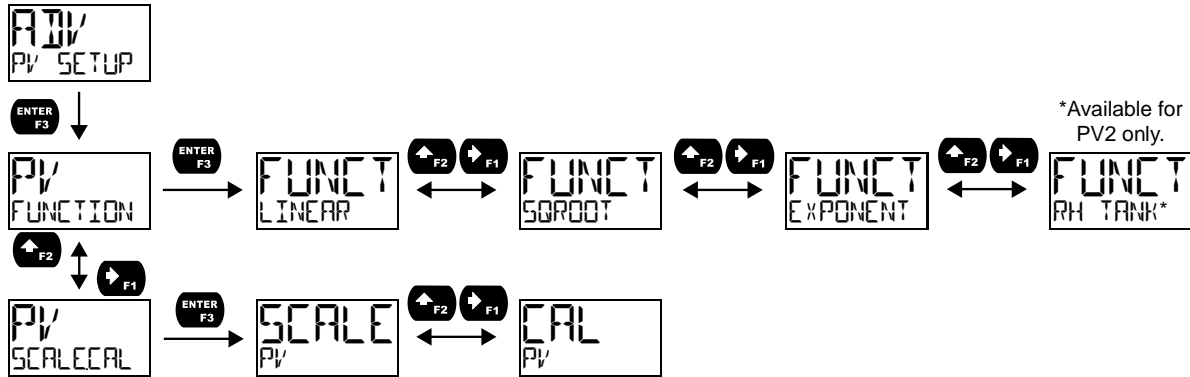 ADV
PV SETUP
ENTER
F3
*Available for
PV2 only.
PV
FUNCTION
ENTER
F3
FUNCT
LINEAR
F2 F1
FUNCT
SQROOT
F2 F1
FUNCT
EXPONENT
F2 F1
FUNCT
RH TANK*
F2
F1
PV
SCALE.CAL
ENTER
F3
SCALE
PV
F2 F1
CAL
PV